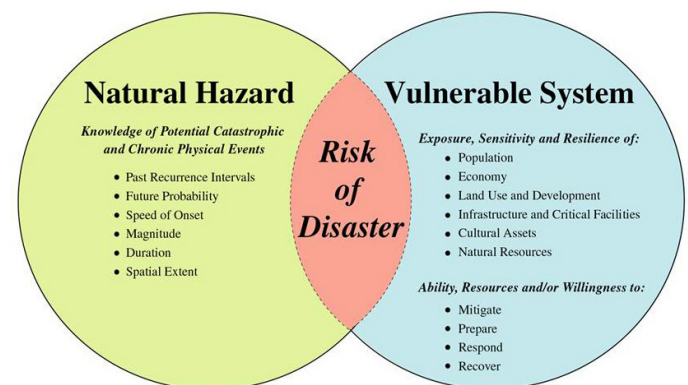 Natural Hazard
Knowledge of Potential Catastrophic
and Chronic Physical Events
• Past Recurrence Intervals
• Future Probability
• Speed of Onset
• Magnitude
• Duration
• Spatial Extent
Risk
of
Disaster
Vulnerable System
Exposure, Sensitivity and Resilience of:
• Population
• Economy
• Land Use and Development
• Infrastructure and Critical Facilities
• Cultural Assets
• Natural Resources
Ability, Resources and/or Willingness to:
• Mitigate
• Prepare
• Respond
• Recover